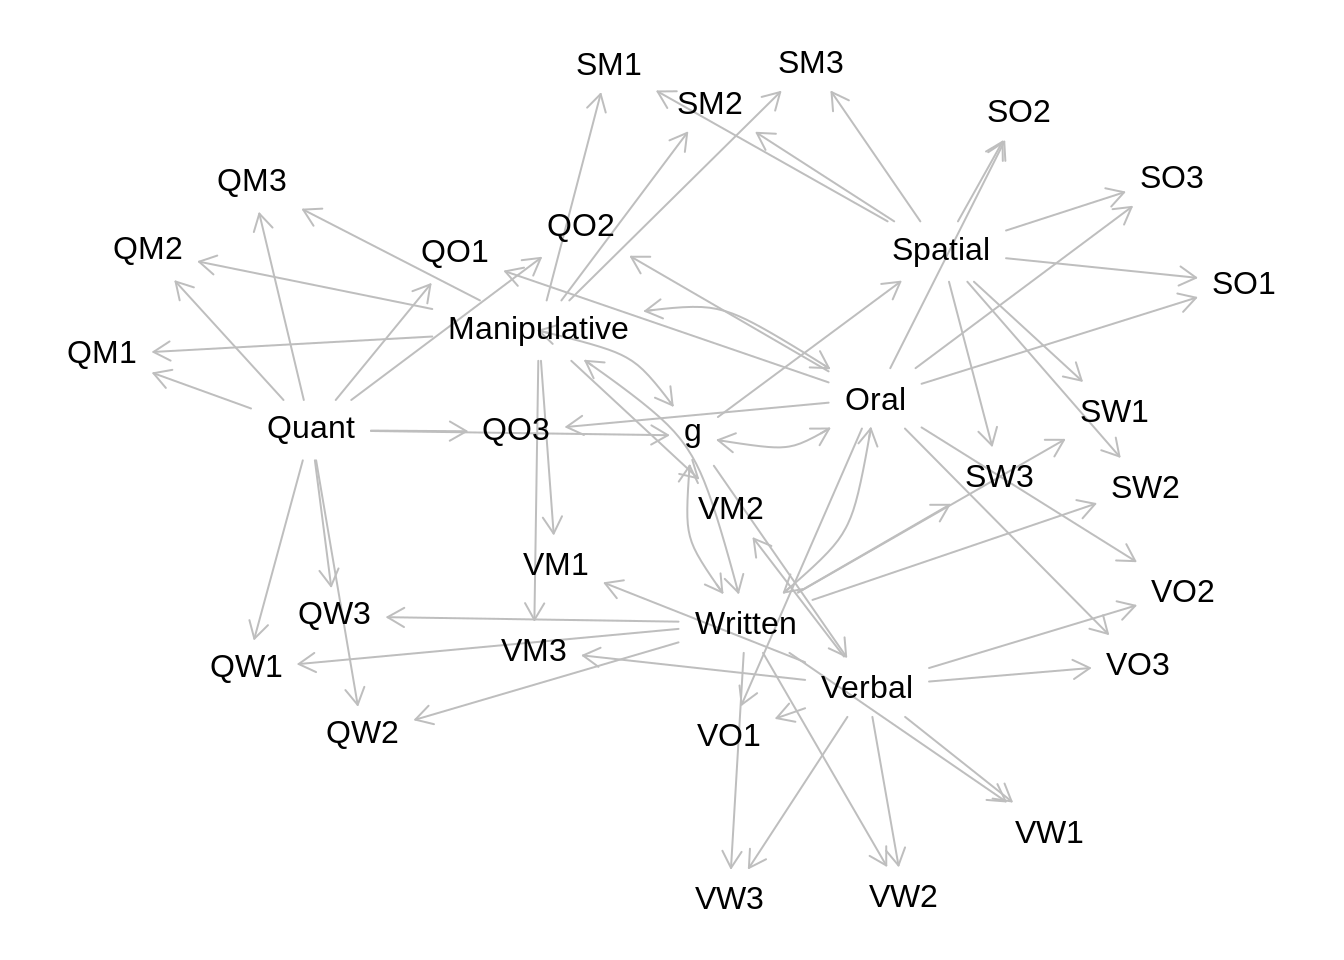 SM1
SM3
SM2
SO2
QM3
SO3
QO2
QM2
QO1
Spatial
SO1
Manipulative
QM1
Oral
SW1
Quant
QO3
g
SW3
SW2
VM2
VM1
VO2
QW3
Written
VM3
VO3
QW1
Verbal
QW2
VO1
VW1
VW3
VW2